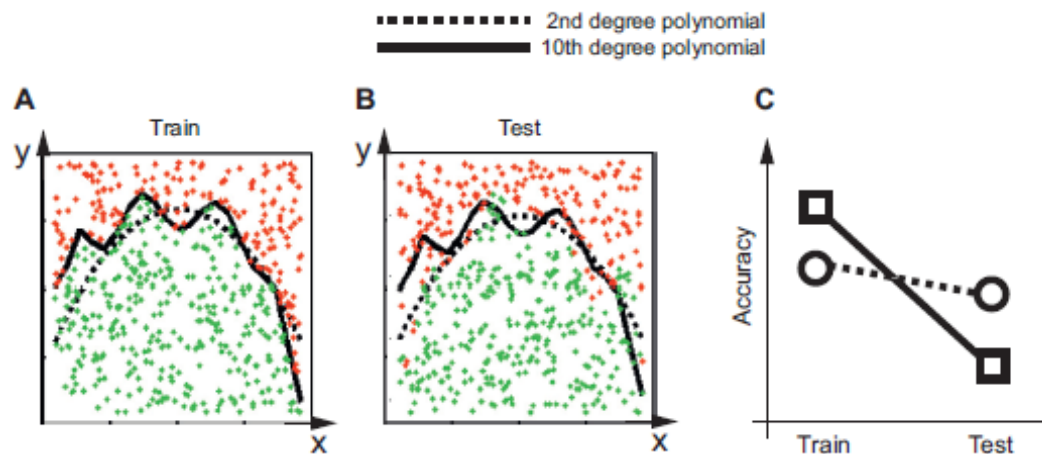 2nd degree polynomial
10th degree polynomial
A
Train
y
x
B
Test
y
x
C
Accuracy
Train
Test